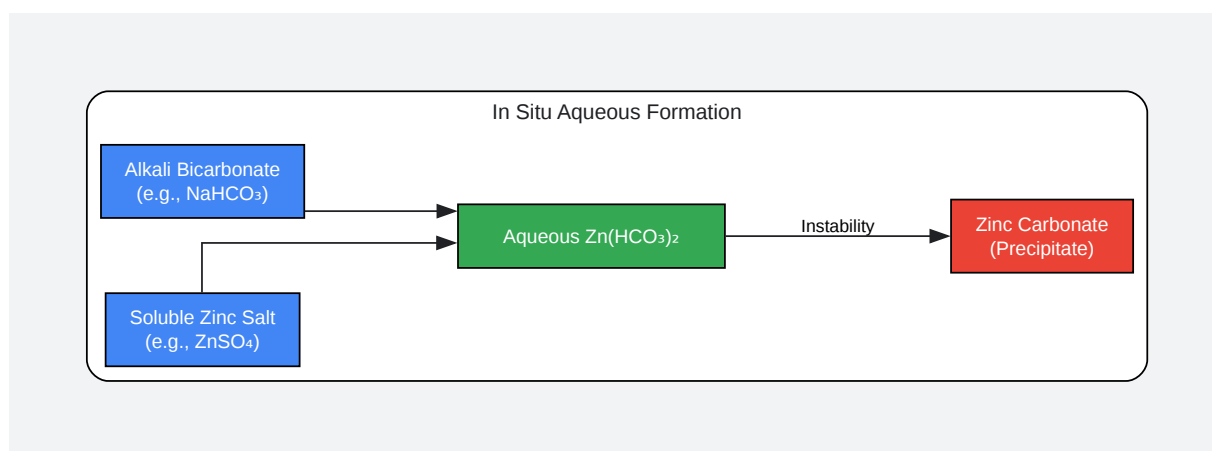 In Situ Aqueous Formation
Alkali Bicarbonate
(e.g., NaHCO₃)
Soluble Zinc Salt
(e.g., ZnSO₄)
Aqueous Zn(HCO₃)₂
Instability
Zinc Carbonate
(Precipitate)